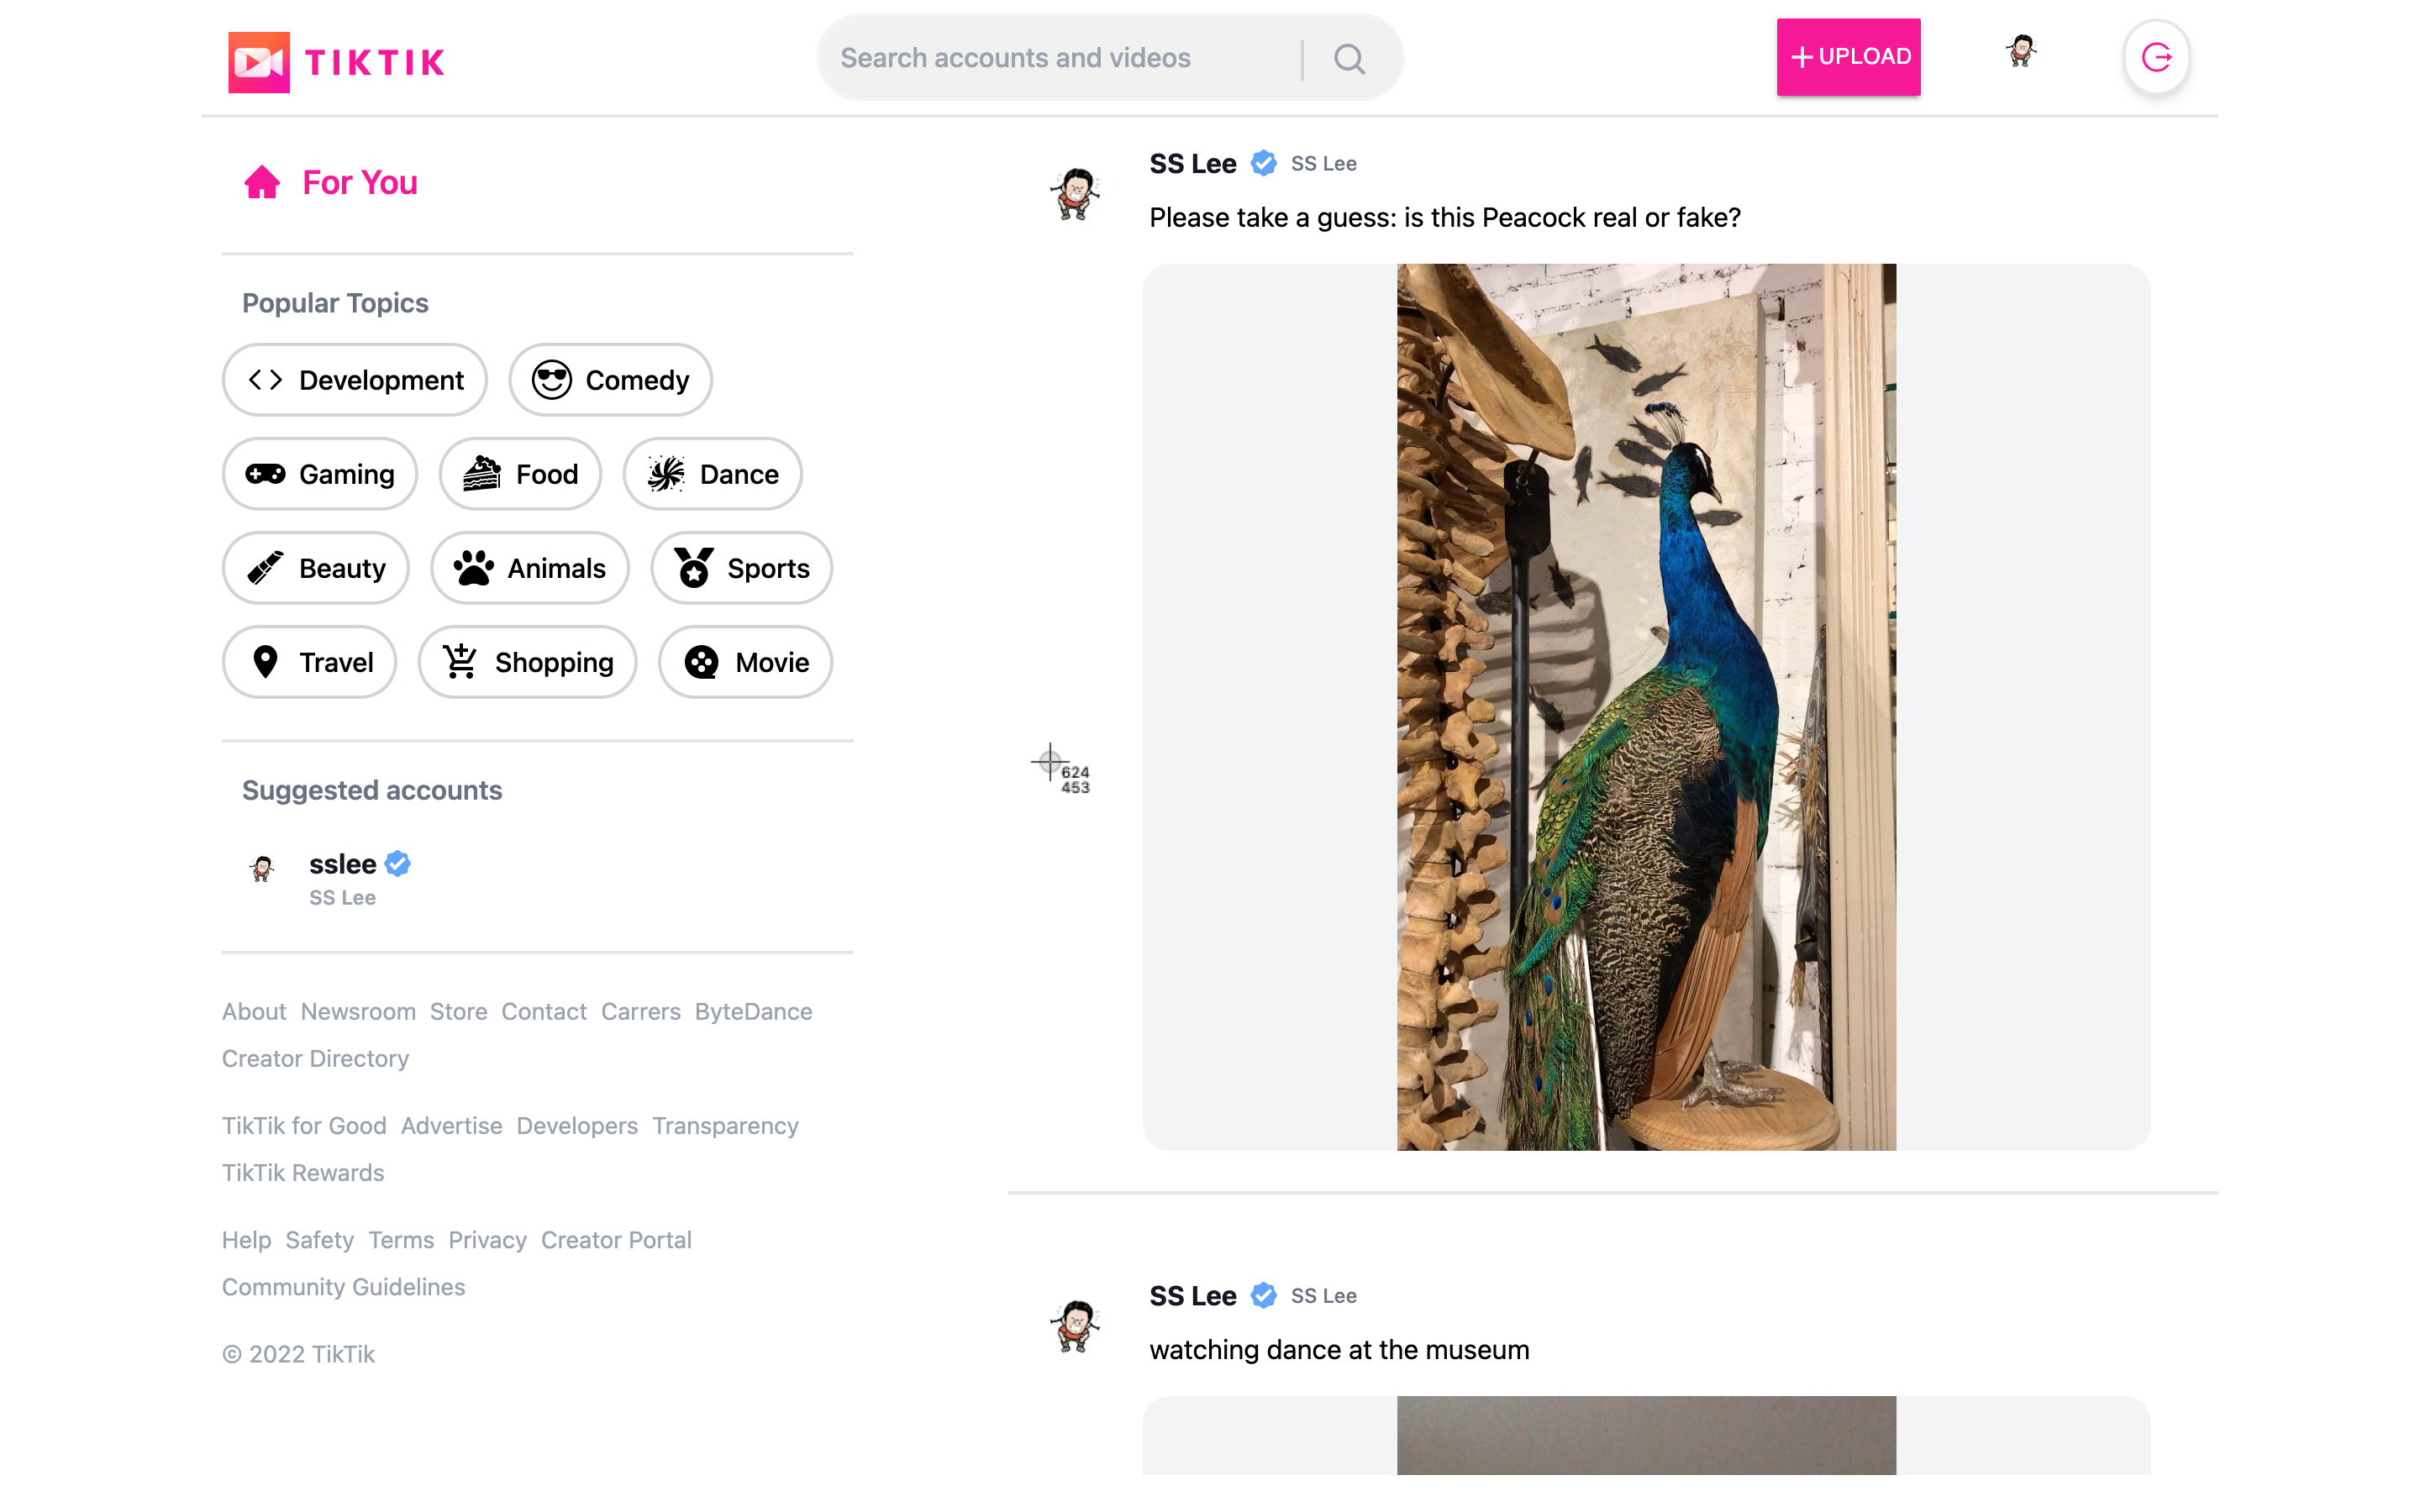 TIKTIK
Search accounts and videos
UPLOAD
For You
Popular Topics
Development
Comedy
Gaming
Food
Dance
Beauty
Animals
Sports
Travel
Shopping
Movie
Suggested accounts
sslee
SS Lee
About Newsroom Store Contact Carrers ByteDance
Creator Directory
TikTik for Good Advertise Developers Transparency
TikTik Rewards
Help Safety Terms Privacy Creator Portal
Community Guidelines
© 2022 TikTik
SS Lee SS Lee
Please take a guess: is this Peacock real or fake?
624
453
SS Lee SS Lee
watching dance at the museum